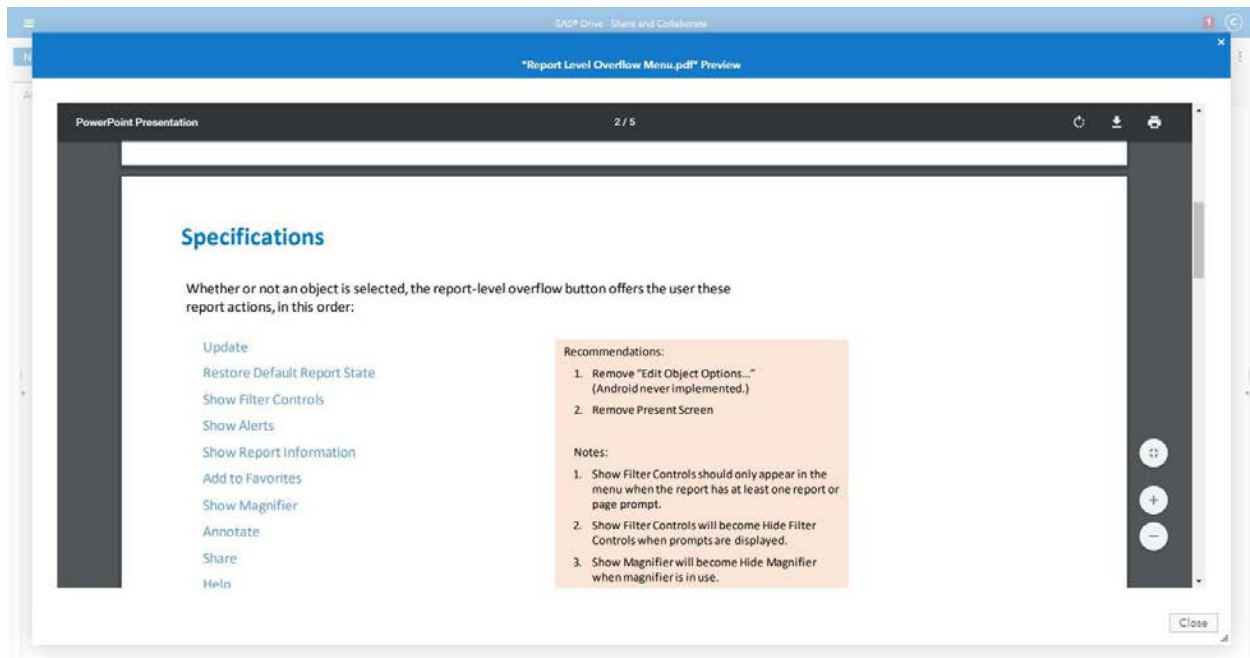 SAS® Drive - Share and Collaborate
1
C
N
"Report Level Overflow Menu.pdf" Preview
PowerPoint Presentation
2 / 5
Specifications
Whether or not an object is selected, the report-level overflow button offers the user these
report actions, in this order:
Update
Restore Default Report State
Show Filter Controls
Show Alerts
Show Report Information
Add to Favorites
Show Magnifier
Annotate
Share
Help
Recommendations:
1. Remove "Edit Object Options..."
(Android never implemented.)
2. Remove Present Screen
Notes:
1. Show Filter Controls should only appear in the
menu when the report has at least one report or
page prompt.
2. Show Filter Controls will become Hide Filter
Controls when prompts are displayed.
3. Show Magnifier will become Hide Magnifier
when magnifier is in use.
Close